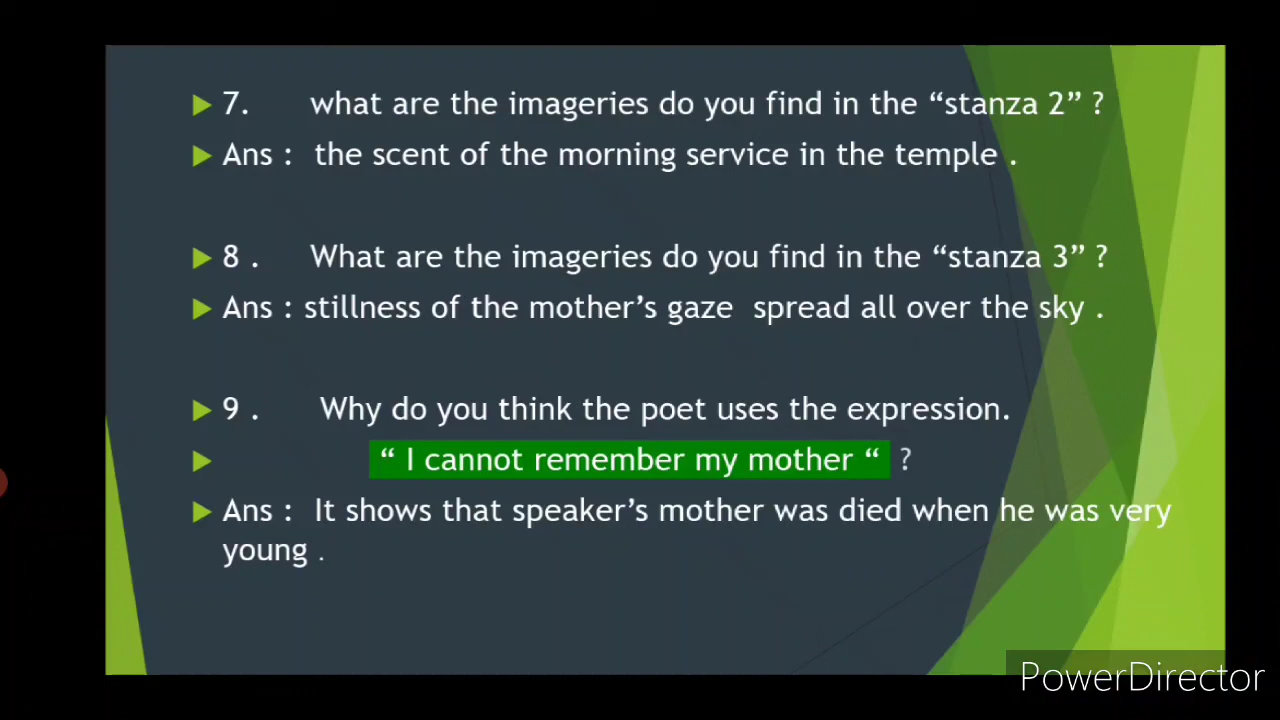 7. what are the imageries do you find in the “stanza 2” ?
Ans : the scent of the morning service in the temple .
8 . What are the imageries do you find in the “stanza 3” ?
Ans : stillness of the mother’s gaze spread all over the sky .
9 . Why do you think the poet uses the expression.
“ I cannot remember my mother “ ?
Ans : It shows that speaker’s mother was died when he was very
young .
PowerDirector